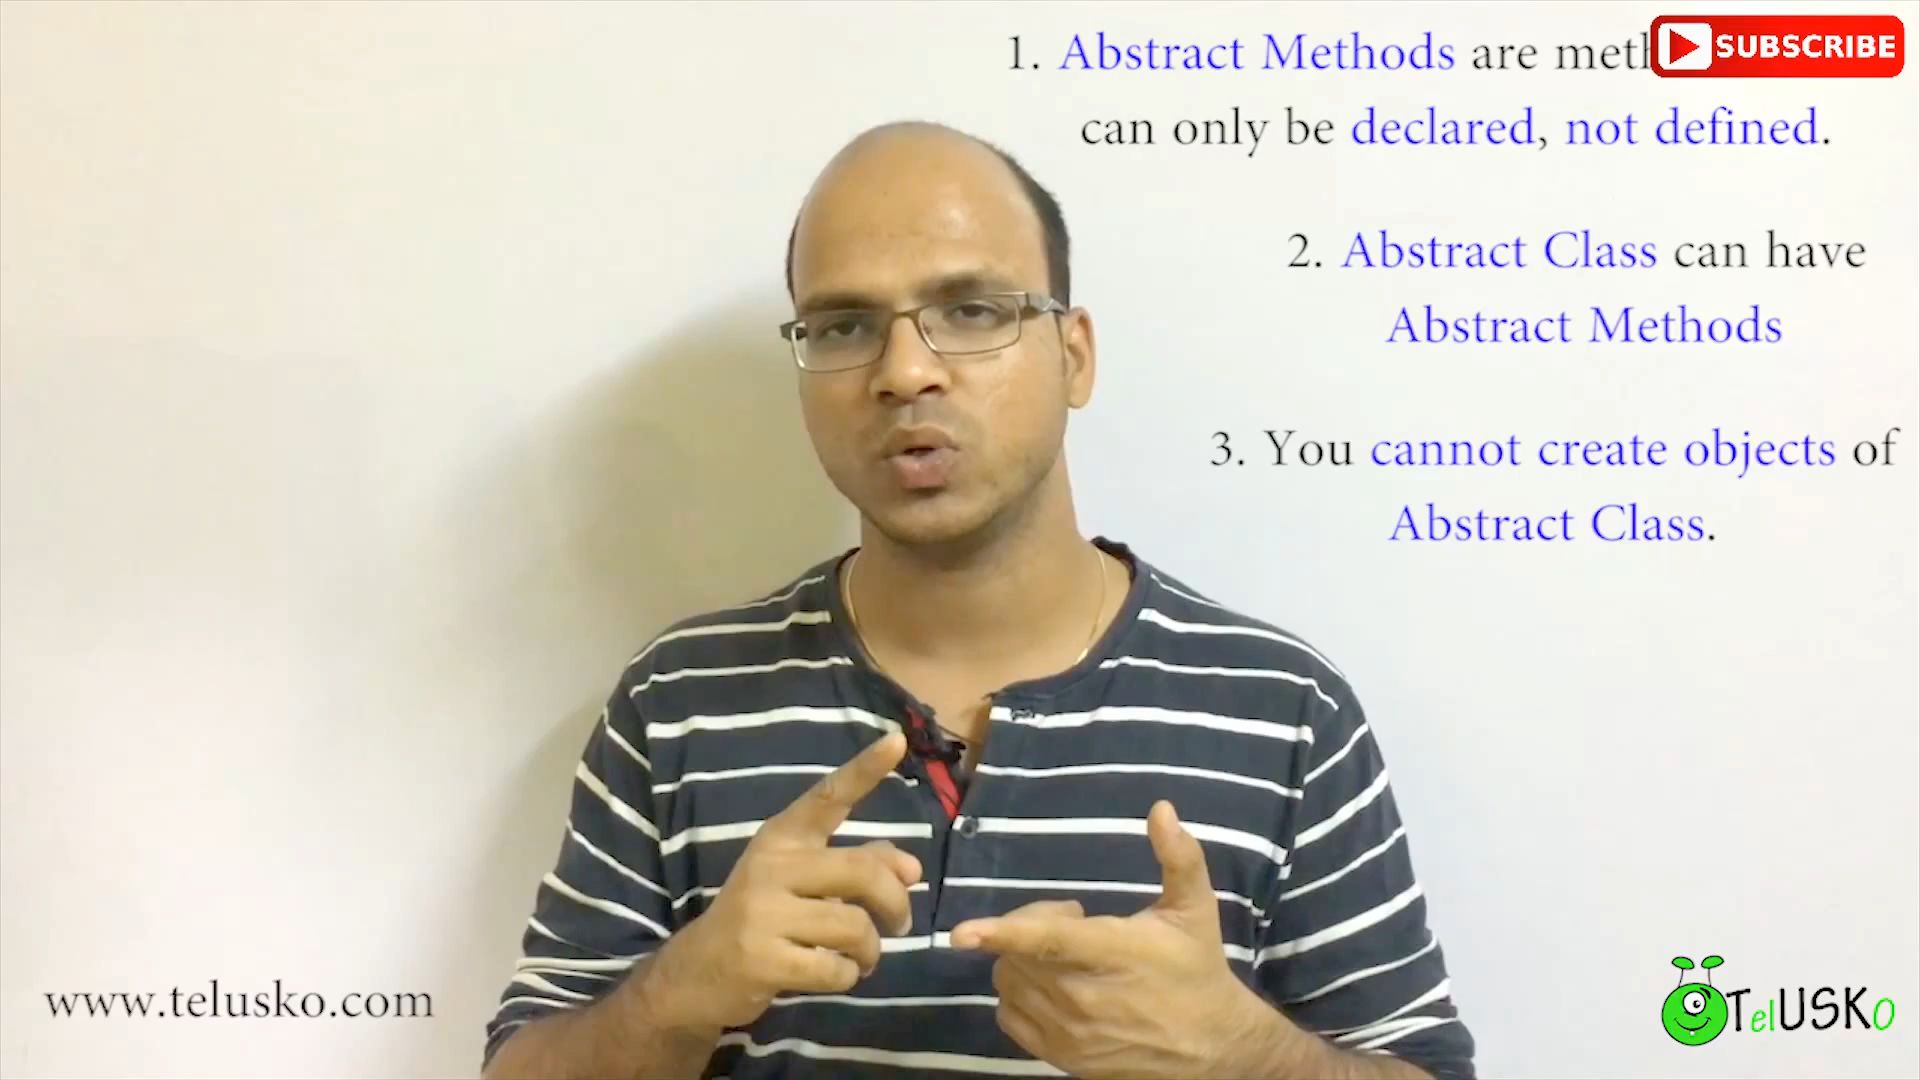 1. Abstract Methods are
SUBSCRIBE
can only be declared, not defined.
2. Abstract Class can have
Abstract Methods
3. You cannot create objects of
Abstract Class.
www.telusko.com
TelUSKo